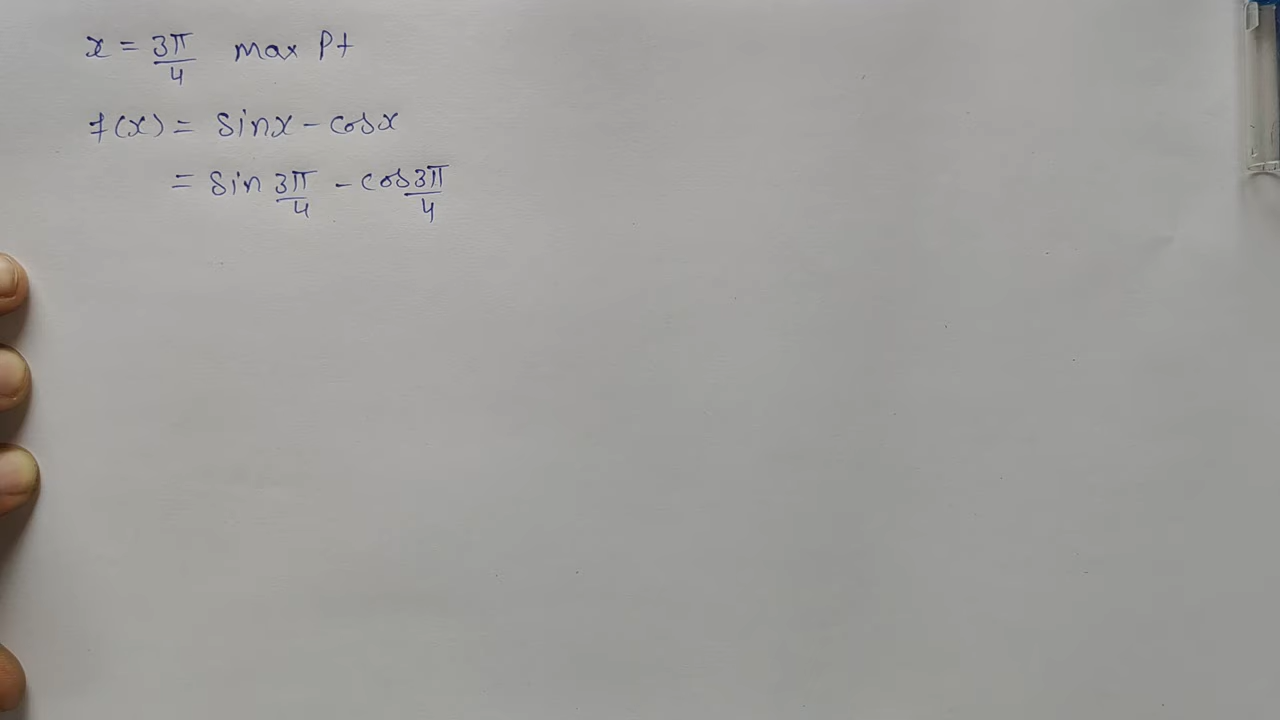 x = 3π/4 max Pt
f(x) = sinx - cosx
= sin 3π/4 - cos 3π/4